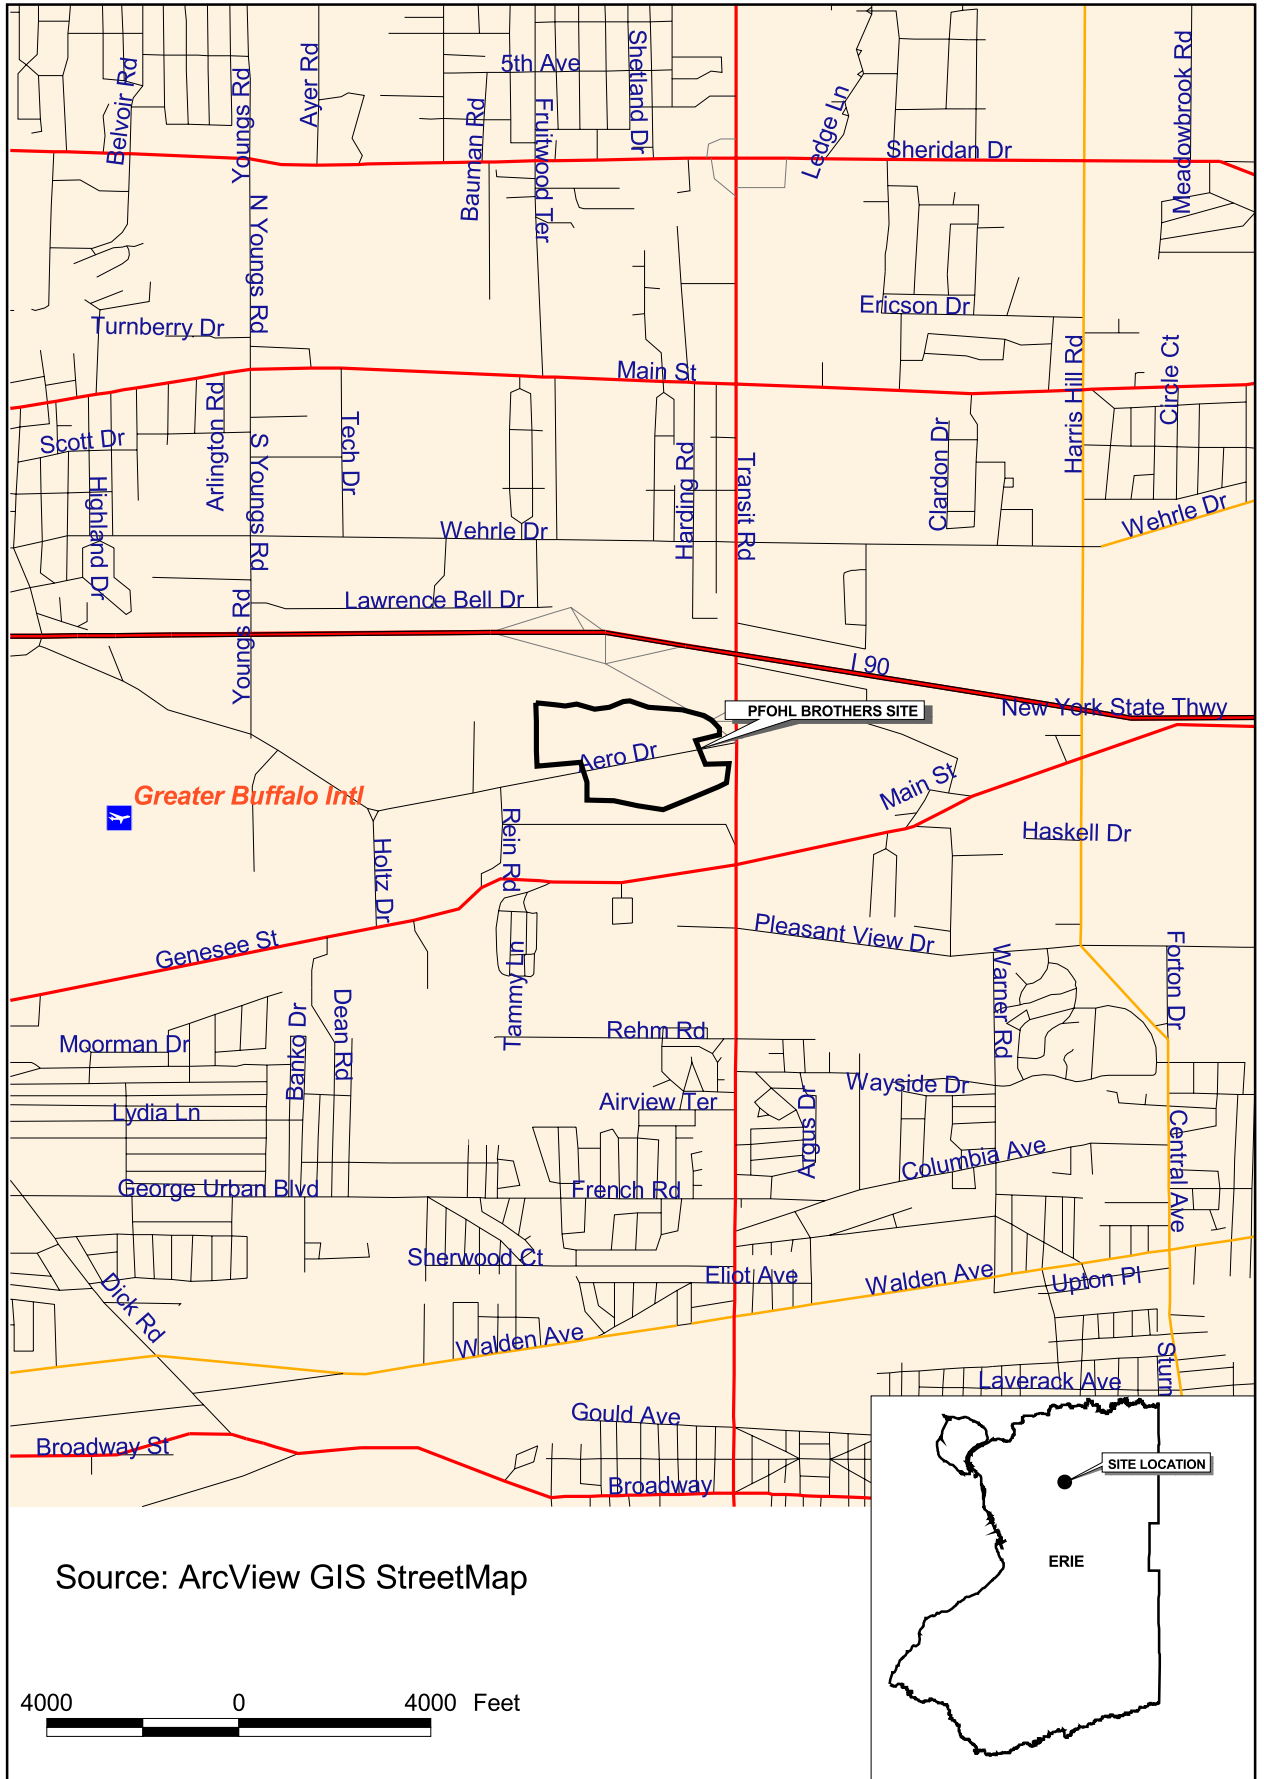 Belvoir Rd
Youngs Rd
Ayer Rd
5th Ave
Bauman Rd
Fruitwood Ter
Shetland Dr
Ledge Ln
Sheridan Dr
Meadowbrook Rd
N Youngs Rd
Turnberry Dr
Ericson Dr
Main St
Harris Hill Rd
Circle Ct
Scott Dr
Arlington Rd
S Youngs Rd
Tech Dr
Highland Dr
Wehrle Dr
Harding Rd
Transit Rd
Clardon Dr
Wehrle Dr
Lawrence Bell Dr
Youngs Rd
I 90
New York State Thwy
PFOHL BROTHERS SITE
Aero Dr
Greater Buffalo Intl
Main St
Rein Rd
Haskell Dr
Holtz Dr
Genesee St
Pleasant View Dr
Tammy Ln
Warner Rd
Forton Dr
Moorman Dr
Banko Dr
Dean Rd
Rehm Rd
Lydia Ln
Airview Ter
Argus Dr
Wayside Dr
Columbia Ave
Central Ave
George Urban Blvd
French Rd
Sherwood Ct
Eliot Ave
Walden Ave
Upton Pl
Dick Rd
Walden Ave
Sturn
Laverack Ave
Gould Ave
Broadway St
Broadway
SITE LOCATION
ERIE
Source: ArcView GIS StreetMap
4000 0 4000 Feet